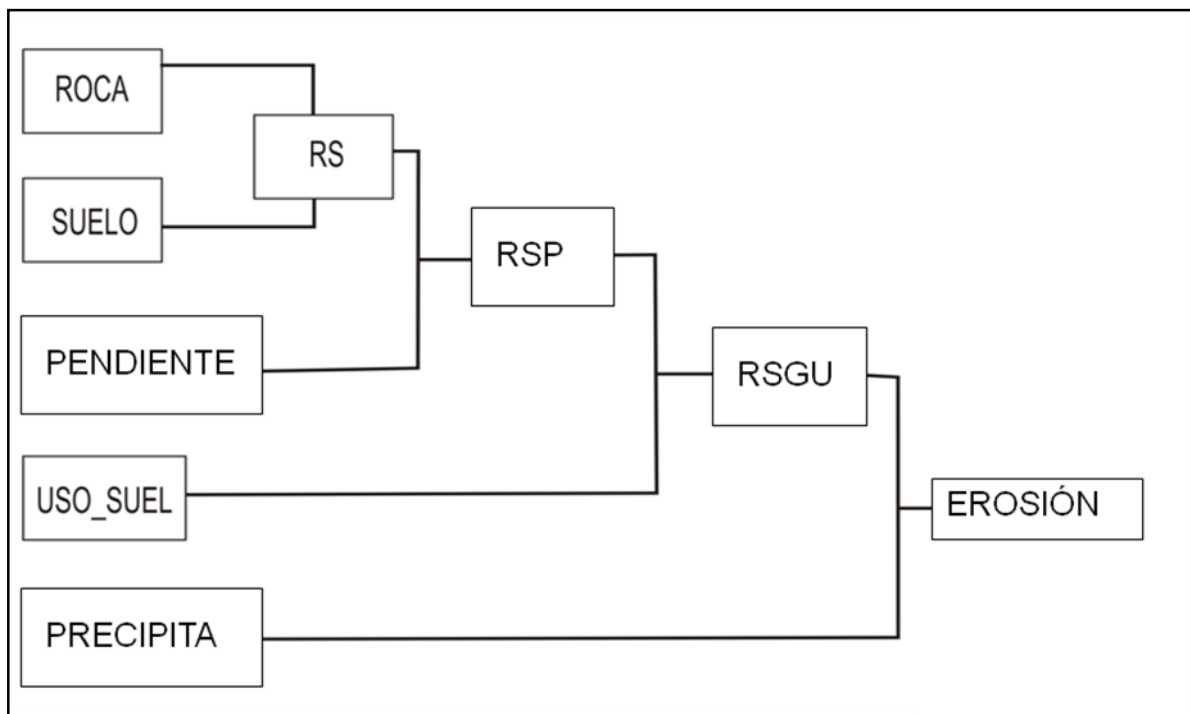 ROCA
RS
SUELO
RSP
PENDIENTE
RSGU
USO_SUEL
EROSIÓN
PRECIPITA